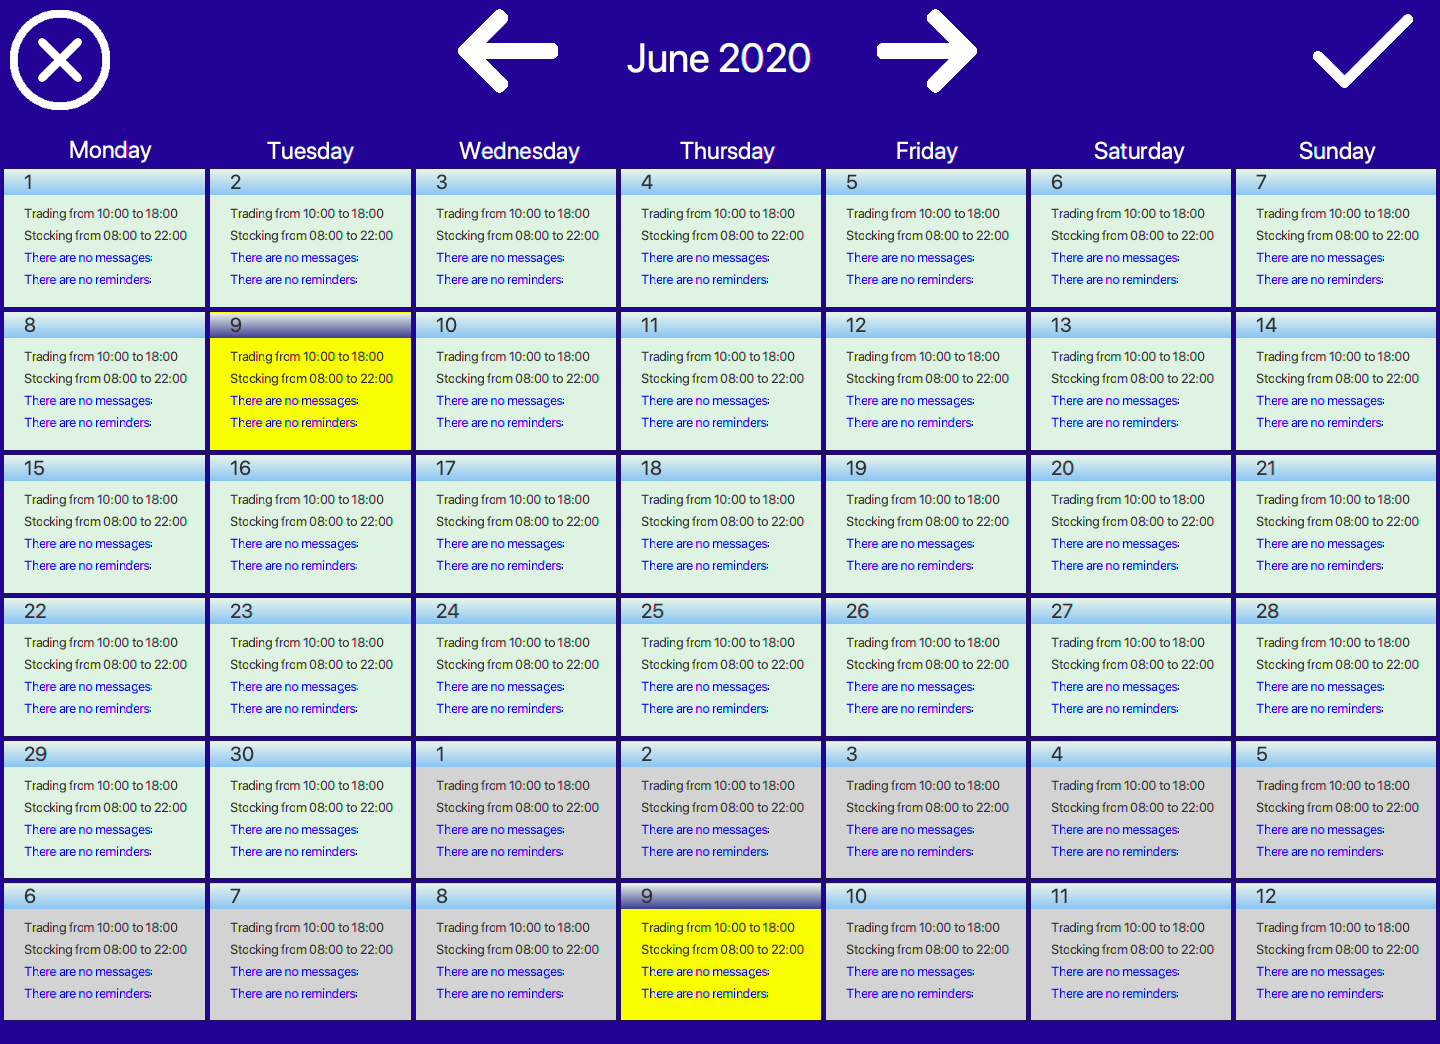 June 2020
Monday Tuesday Wednesday Thursday Friday Saturday Sunday
1 2 3 4 5 6 7
Trading from 10:00 to 18:00 Trading from 10:00 to 18:00 Trading from 10:00 to 18:00 Trading from 10:00 to 18:00 Trading from 10:00 to 18:00 Trading from 10:00 to 18:00 Trading from 10:00 to 18:00
Stocking from 08:00 to 22:00 Stocking from 08:00 to 22:00 Stocking from 08:00 to 22:00 Stocking from 08:00 to 22:00 Stocking from 08:00 to 22:00 Stocking from 08:00 to 22:00 Stocking from 08:00 to 22:00
There are no messages: There are no messages: There are no messages: There are no messages: There are no messages: There are no messages: There are no messages:
There are no reminders: There are no reminders: There are no reminders: There are no reminders: There are no reminders: There are no reminders: There are no reminders:
8 9 10 11 12 13 14
Trading from 10:00 to 18:00 Trading from 10:00 to 18:00 Trading from 10:00 to 18:00 Trading from 10:00 to 18:00 Trading from 10:00 to 18:00 Trading from 10:00 to 18:00 Trading from 10:00 to 18:00
Stocking from 08:00 to 22:00 Stocking from 08:00 to 22:00 Stocking from 08:00 to 22:00 Stocking from 08:00 to 22:00 Stocking from 08:00 to 22:00 Stocking from 08:00 to 22:00 Stocking from 08:00 to 22:00
There are no messages: There are no messages: There are no messages: There are no messages: There are no messages: There are no messages: There are no messages:
There are no reminders: There are no reminders: There are no reminders: There are no reminders: There are no reminders: There are no reminders: There are no reminders:
15 16 17 18 19 20 21
Trading from 10:00 to 18:00 Trading from 10:00 to 18:00 Trading from 10:00 to 18:00 Trading from 10:00 to 18:00 Trading from 10:00 to 18:00 Trading from 10:00 to 18:00 Trading from 10:00 to 18:00
Stocking from 08:00 to 22:00 Stocking from 08:00 to 22:00 Stocking from 08:00 to 22:00 Stocking from 08:00 to 22:00 Stocking from 08:00 to 22:00 Stocking from 08:00 to 22:00 Stocking from 08:00 to 22:00
There are no messages: There are no messages: There are no messages: There are no messages: There are no messages: There are no messages: There are no messages:
There are no reminders: There are no reminders: There are no reminders: There are no reminders: There are no reminders: There are no reminders: There are no reminders:
22 23 24 25 26 27 28
Trading from 10:00 to 18:00 Trading from 10:00 to 18:00 Trading from 10:00 to 18:00 Trading from 10:00 to 18:00 Trading from 10:00 to 18:00 Trading from 10:00 to 18:00 Trading from 10:00 to 18:00
Stocking from 08:00 to 22:00 Stocking from 08:00 to 22:00 Stocking from 08:00 to 22:00 Stocking from 08:00 to 22:00 Stocking from 08:00 to 22:00 Stocking from 08:00 to 22:00 Stocking from 08:00 to 22:00
There are no messages: There are no messages: There are no messages: There are no messages: There are no messages: There are no messages: There are no messages:
There are no reminders: There are no reminders: There are no reminders: There are no reminders: There are no reminders: There are no reminders: There are no reminders:
29 30 1 2 3 4 5
Trading from 10:00 to 18:00 Trading from 10:00 to 18:00 Trading from 10:00 to 18:00 Trading from 10:00 to 18:00 Trading from 10:00 to 18:00 Trading from 10:00 to 18:00 Trading from 10:00 to 18:00
Stocking from 08:00 to 22:00 Stocking from 08:00 to 22:00 Stocking from 08:00 to 22:00 Stocking from 08:00 to 22:00 Stocking from 08:00 to 22:00 Stocking from 08:00 to 22:00 Stocking from 08:00 to 22:00
There are no messages: There are no messages: There are no messages: There are no messages: There are no messages: There are no messages: There are no messages:
There are no reminders: There are no reminders: There are no reminders: There are no reminders: There are no reminders: There are no reminders: There are no reminders:
6 7 8 9 10 11 12
Trading from 10:00 to 18:00 Trading from 10:00 to 18:00 Trading from 10:00 to 18:00 Trading from 10:00 to 18:00 Trading from 10:00 to 18:00 Trading from 10:00 to 18:00 Trading from 10:00 to 18:00
Stocking from 08:00 to 22:00 Stocking from 08:00 to 22:00 Stocking from 08:00 to 22:00 Stocking from 08:00 to 22:00 Stocking from 08:00 to 22:00 Stocking from 08:00 to 22:00 Stocking from 08:00 to 22:00
There are no messages: There are no messages: There are no messages: There are no messages: There are no messages: There are no messages: There are no messages:
There are no reminders: There are no reminders: There are no reminders: There are no reminders: There are no reminders: There are no reminders: There are no reminders: